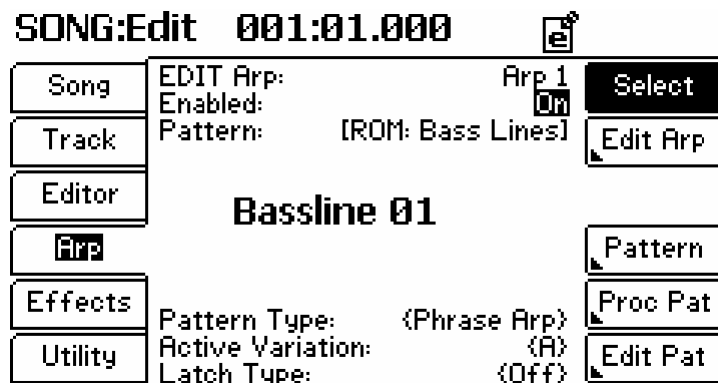 SONG:Edit 001:01.000 e
Song
Track
Editor
Arp
Effects
Utility
EDIT Arp: Arp 1
Enabled: On
Pattern: [ROM: Bass Lines]
Bassline 01
Pattern Type: {Phrase Arp}
Active Variation: {A}
Latch Type: {Off}
Select
Edit Arp
Pattern
Proc Pat
Edit Pat